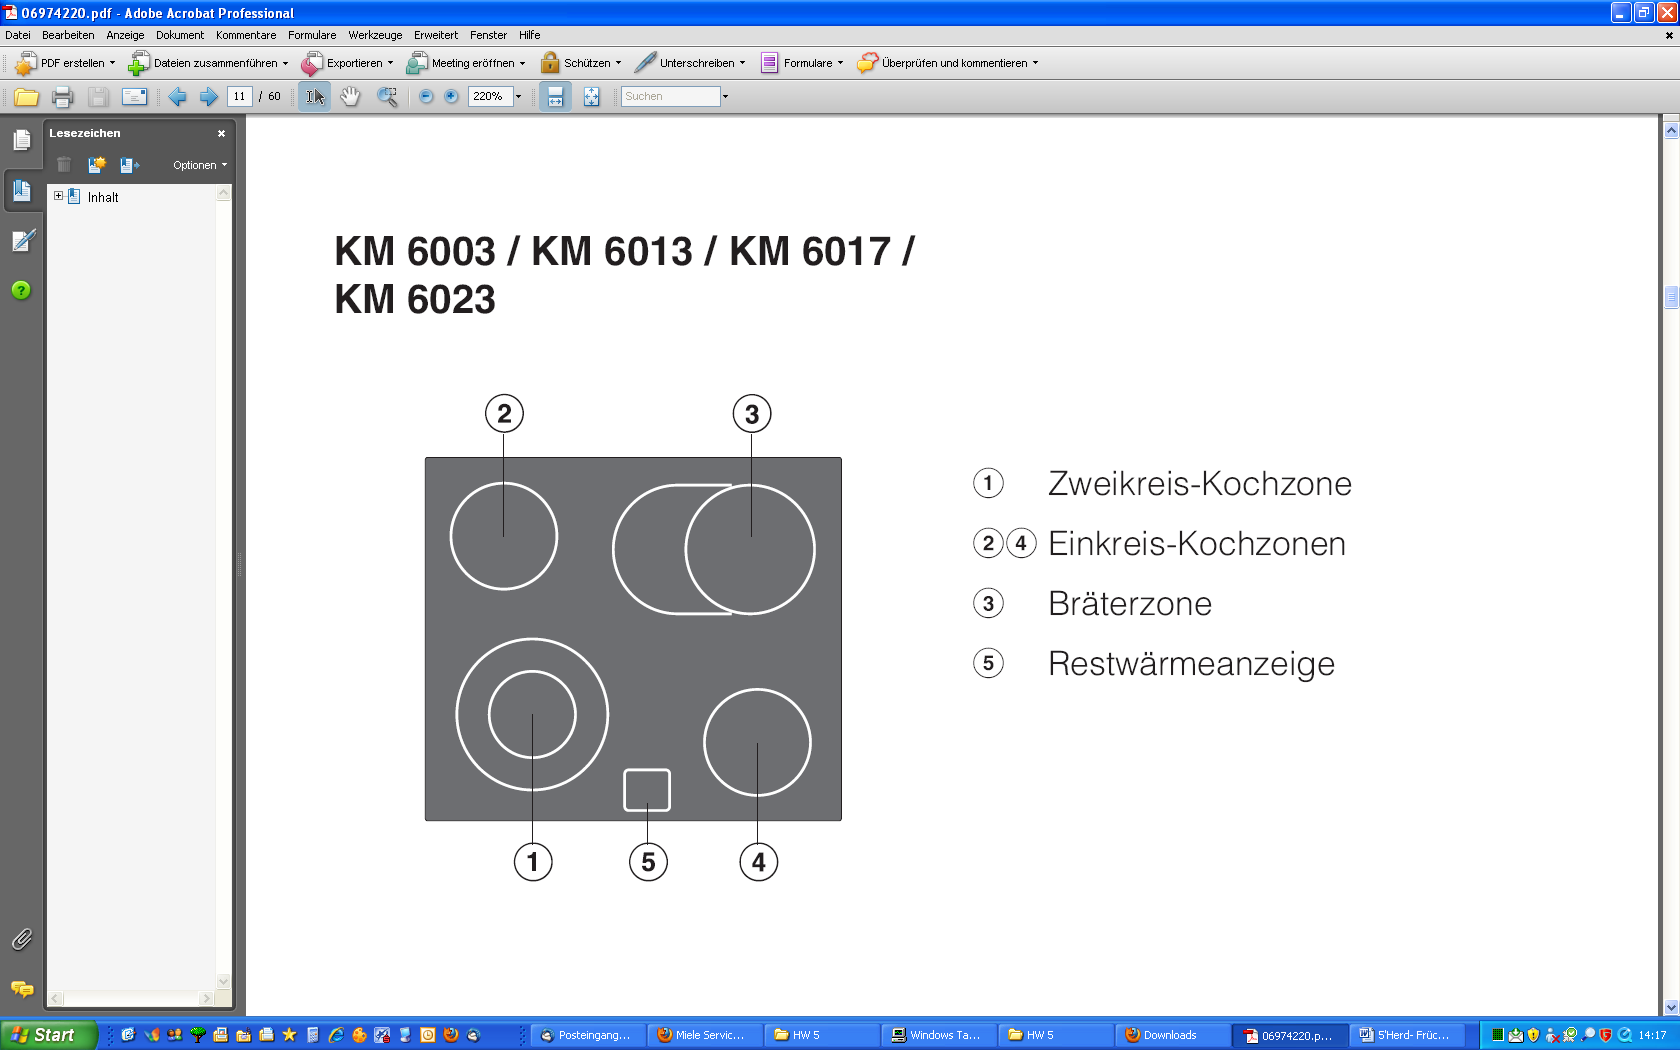 06974220.pdf - Adobe Acrobat Professional
Datei Bearbeiten Anzeige Dokument Kommentare Formulare Werkzeuge Erweitert Fenster Hilfe
PDF erstellen Dateien zusammenführen Exportieren Meeting eröffnen Schützen Unterschreiben Formulare Überprüfen und kommentieren
11 / 60 220% Suchen
Lesezeichen
Optionen
Inhalt
KM 6003 / KM 6013 / KM 6017 /
KM 6023
2 3
1 Zweikreis-Kochzone
2 4 Einkreis-Kochzonen
3 Bräterzone
5 Restwärmeanzeige
1 5 4
Start Posteingang... Miele Servic... HW 5 Windows Ta... HW 5 Downloads 06974220.p... 5'Herd- Früc... 14:17